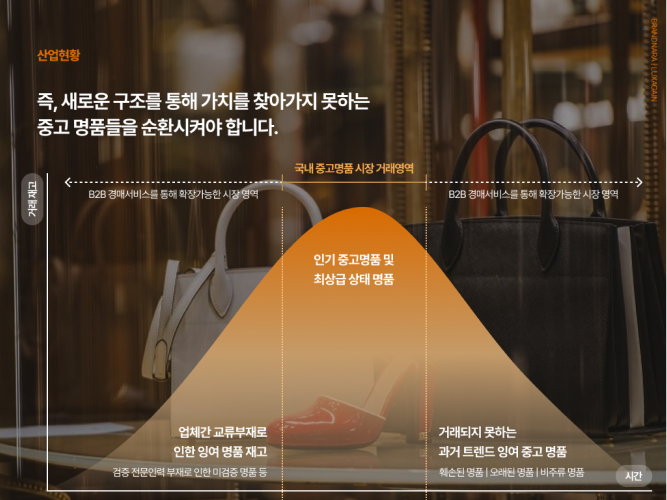 산업현황
즉, 새로운 구조를 통해 가치를 찾아가지 못하는
중고 명품들을 순환시켜야 합니다.
국내 중고명품 시장 거래영역
B2B 경매서비스를 통해 확장가능한 시장 영역
B2B 경매서비스를 통해 확장가능한 시장 영역
거래 재고
인기 중고명품 및
최상급 상태 명품
업체간 교류부재로
인한 잉여 명품 재고
검증 전문인력 부재로 인한 미검증 명품 등
거래되지 못하는
과거 트렌드 잉여 중고 명품
훼손된 명품 | 오래된 명품 | 비주류 명품
시간